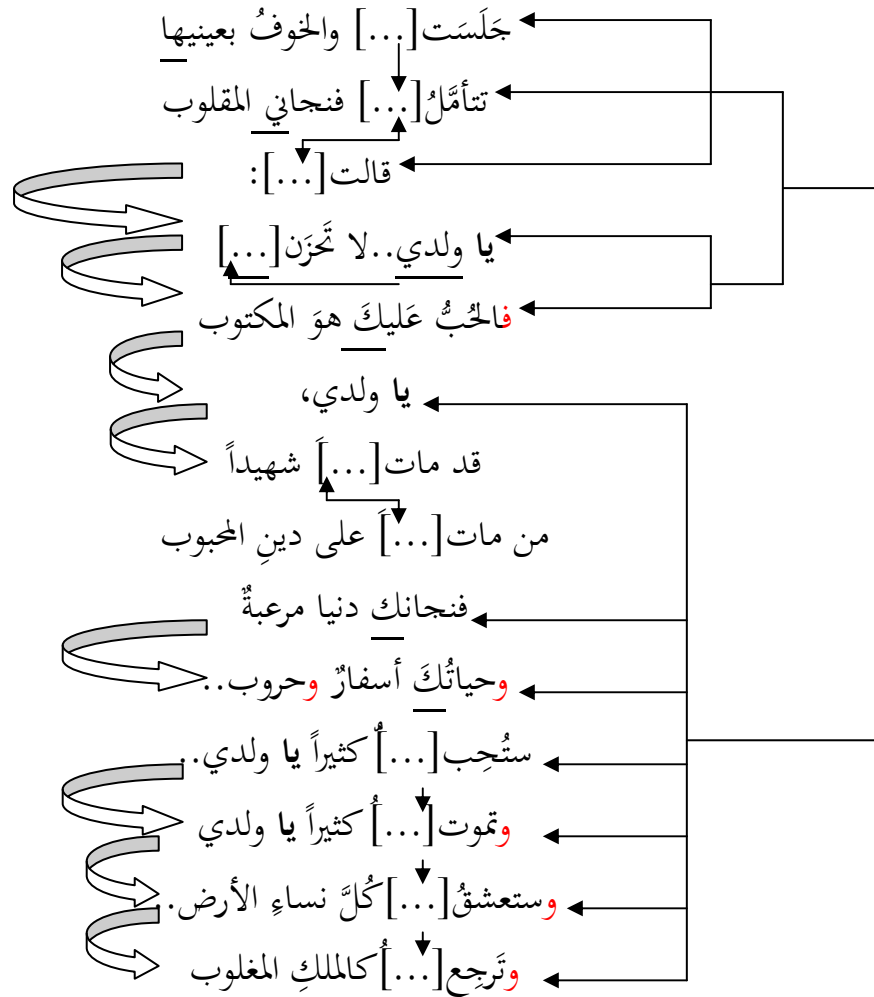 جَلَسَت[...] والخوفُ بعينيها
تتأمَّلُ[...] فنجاني المقلوب
قالت[...]:
يا ولدي..لا تَحزَن[...]
فالحُبُّ عَليكَ هوَ المكتوب
يا ولدي،
قد مات[...]َ شهيداً
من مات[...]َ على دينِ المحبوب
فنجانك دنيا مرعبةٌ
وحياتُكَ أسفارٌ وحروب..
ستُحِب[...]ُّ كثيراً يا ولدي..
وتموت[...]ُ كثيراً يا ولدي
وستعشقُ[...]كُلَّ نساءِ الأرض..
وتَرجِع[...]ُ كالملكِ المغلوب